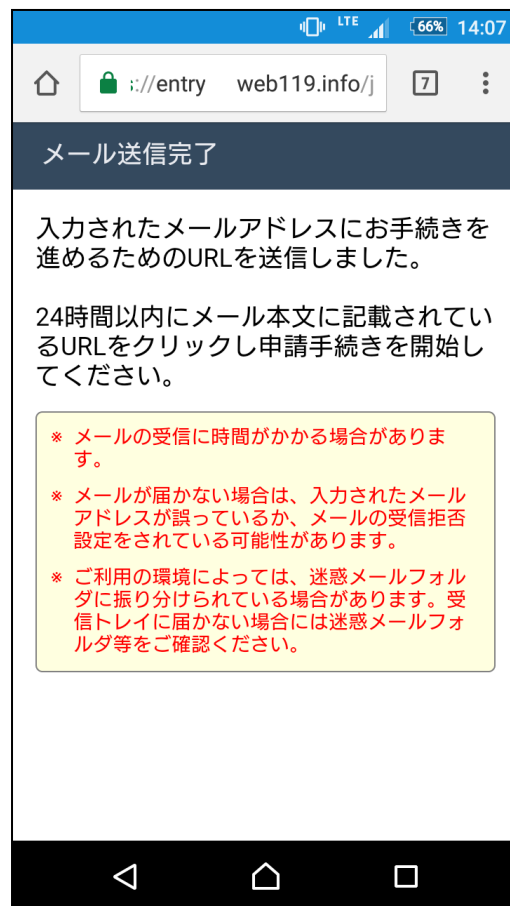 LTE 66% 14:07
s://entry web119.info/j 7
メール送信完了
入力されたメールアドレスにお手続きを
進めるためのURLを送信しました。
24時間以内にメール本文に記載されてい
るURLをクリックし申請手続きを開始し
てください。
※ メールの受信に時間がかかる場合がありま
す。
※ メールが届かない場合は、入力されたメール
アドレスが誤っているか、メールの受信拒否
設定をされている可能性があります。
※ ご利用の環境によっては、迷惑メールフォル
ダに振り分けられている場合があります。受
信トレイに届かない場合には迷惑メールフォ
ルダ等をご確認ください。